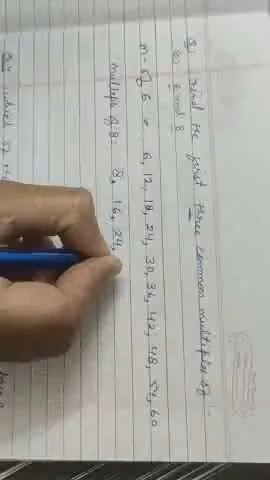 Q. Find the first three common multiples of
(a) 6 and 8
m - of 6 = 6, 12, 18, 24, 30, 36, 42, 48, 54, 60
multiple of 8 = 8, 16, 24,